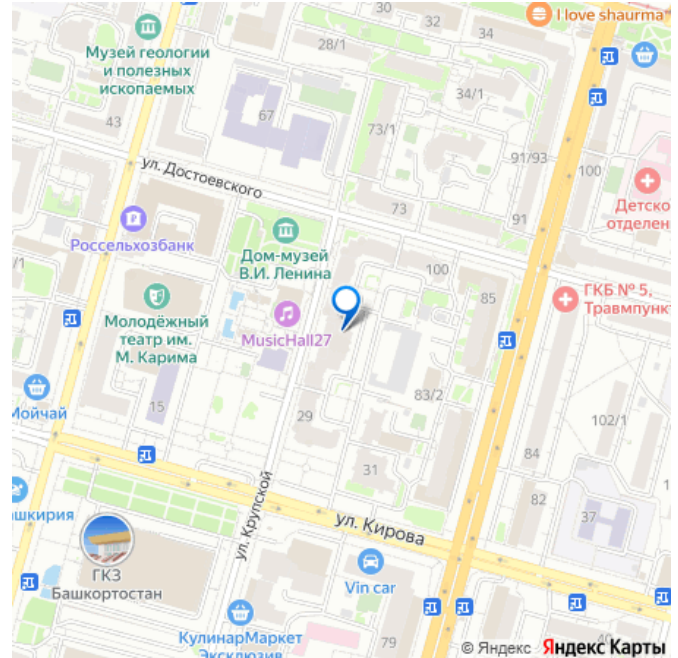 I love shaurma
30
32
34
28/1
Музей геологии
и полезных
ископаемых
34/1
43
67
73/1
91/93
100
ул. Достоевского
Детско
отделен
73
91
Россельхозбанк
/1
Дом-музей
В.И. Ленина
100
85
ГКБ № 5,
Травмпункт
Молодёжный
театр им.
М. Карима
MusicHall27
83/2
Мойчай
15
29
102/1
84
31
82
37
ашкирия
ул. Крупской
ул. Кирова
ГКЗ
Башкортостан
Vin car
КулинарМаркет
Эксклюзив
79
40
© Яндекс Яндекс Карты